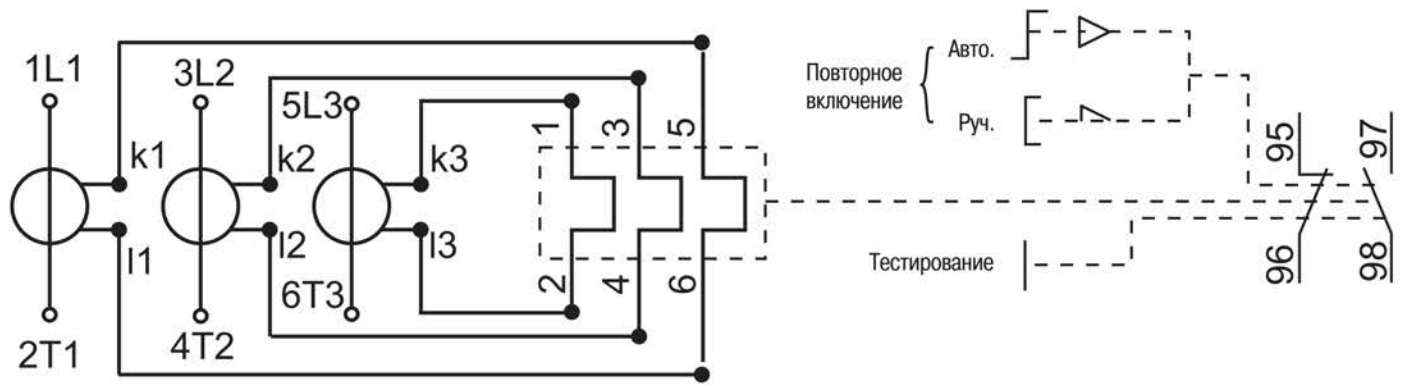 1L1
3L2
5L3
k1
k2
k3
l1
l2
l3
2T1
4T2
6T3
1
3
5
2
4
6
Повторное
включение
Авто.
Руч.
Тестирование
95
97
96
98